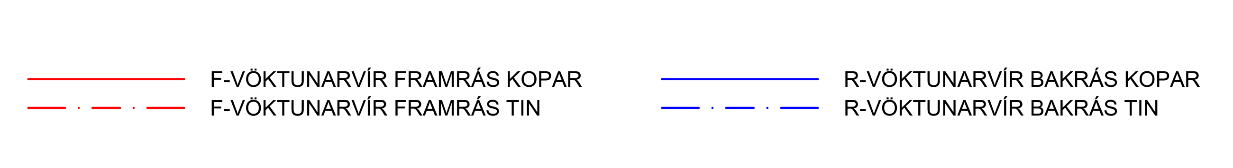 F-VÖKTUNARVÍR FRAMRÁS KOPAR
F-VÖKTUNARVÍR FRAMRÁS TIN
R-VÖKTUNARVÍR BAKRÁS KOPAR
R-VÖKTUNARVÍR BAKRÁS TIN